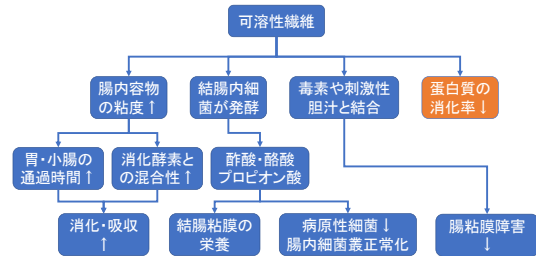 可溶性繊維
腸内容物
の粘度↑
結腸内細
菌が発酵
毒素や刺激性
胆汁と結合
蛋白質の
消化率↓
胃・小腸の
通過時間↑
消化酵素と
の混合性↑
酢酸・酪酸
プロピオン酸
消化・吸収
↑
結腸粘膜の
栄養
病原性細菌↓
腸内細菌叢正常化
腸粘膜障害
↓